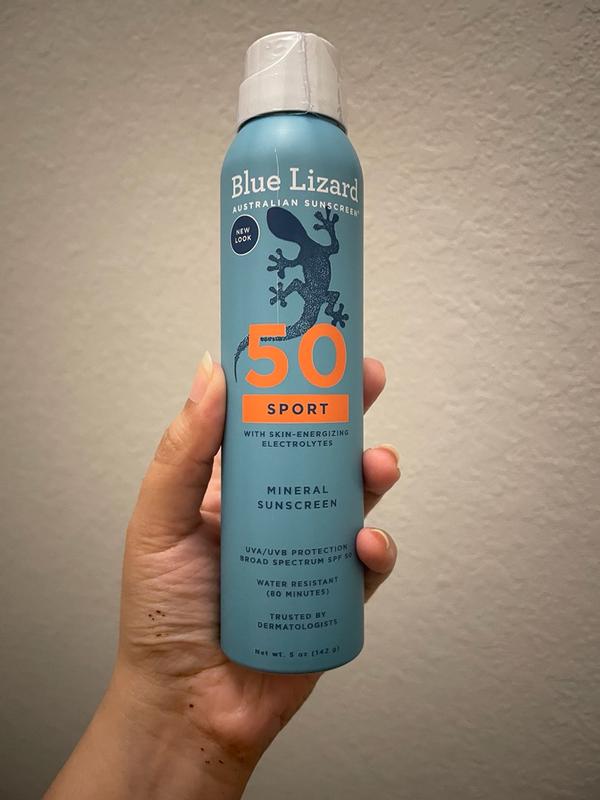 Blue Lizard
AUSTRALIAN SUNSCREEN®
NEW
LOOK
50
SPORT
WITH SKIN-ENERGIZING
ELECTROLYTES
MINERAL
SUNSCREEN
UVA/UVB PROTECTION
BROAD SPECTRUM SPF 50
WATER RESISTANT
(80 MINUTES)
TRUSTED BY
DERMATOLOGISTS
Net wt. 5 oz (142 g)